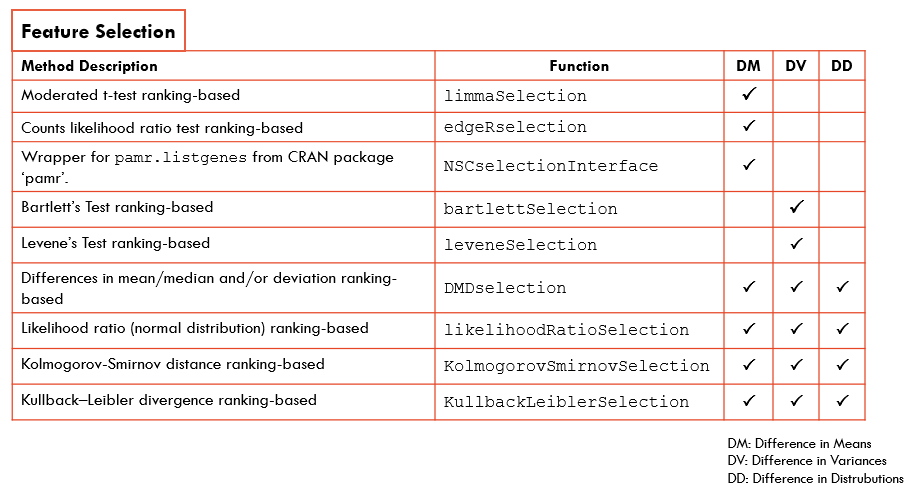 Feature Selection
Method Description Function DM DV DD
Moderated t-test ranking-based limmaSelection ✓
Counts likelihood ratio test ranking-based edgeRselection ✓
Wrapper for pamr.listgenes from CRAN package
‘pamr’. NSCselectionInterface ✓
Bartlett’s Test ranking-based bartlettSelection ✓
Levene’s Test ranking-based leveneSelection ✓
Differences in mean/median and/or deviation ranking-
based DMDselection ✓ ✓ ✓
Likelihood ratio (normal distribution) ranking-based likelihoodRatioSelection ✓ ✓ ✓
Kolmogorov-Smirnov distance ranking-based KolmogorovSmirnovSelection ✓ ✓ ✓
Kullback–Leibler divergence ranking-based KullbackLeiblerSelection ✓ ✓ ✓
DM: Difference in Means
DV: Difference in Variances
DD: Difference in Distrubutions